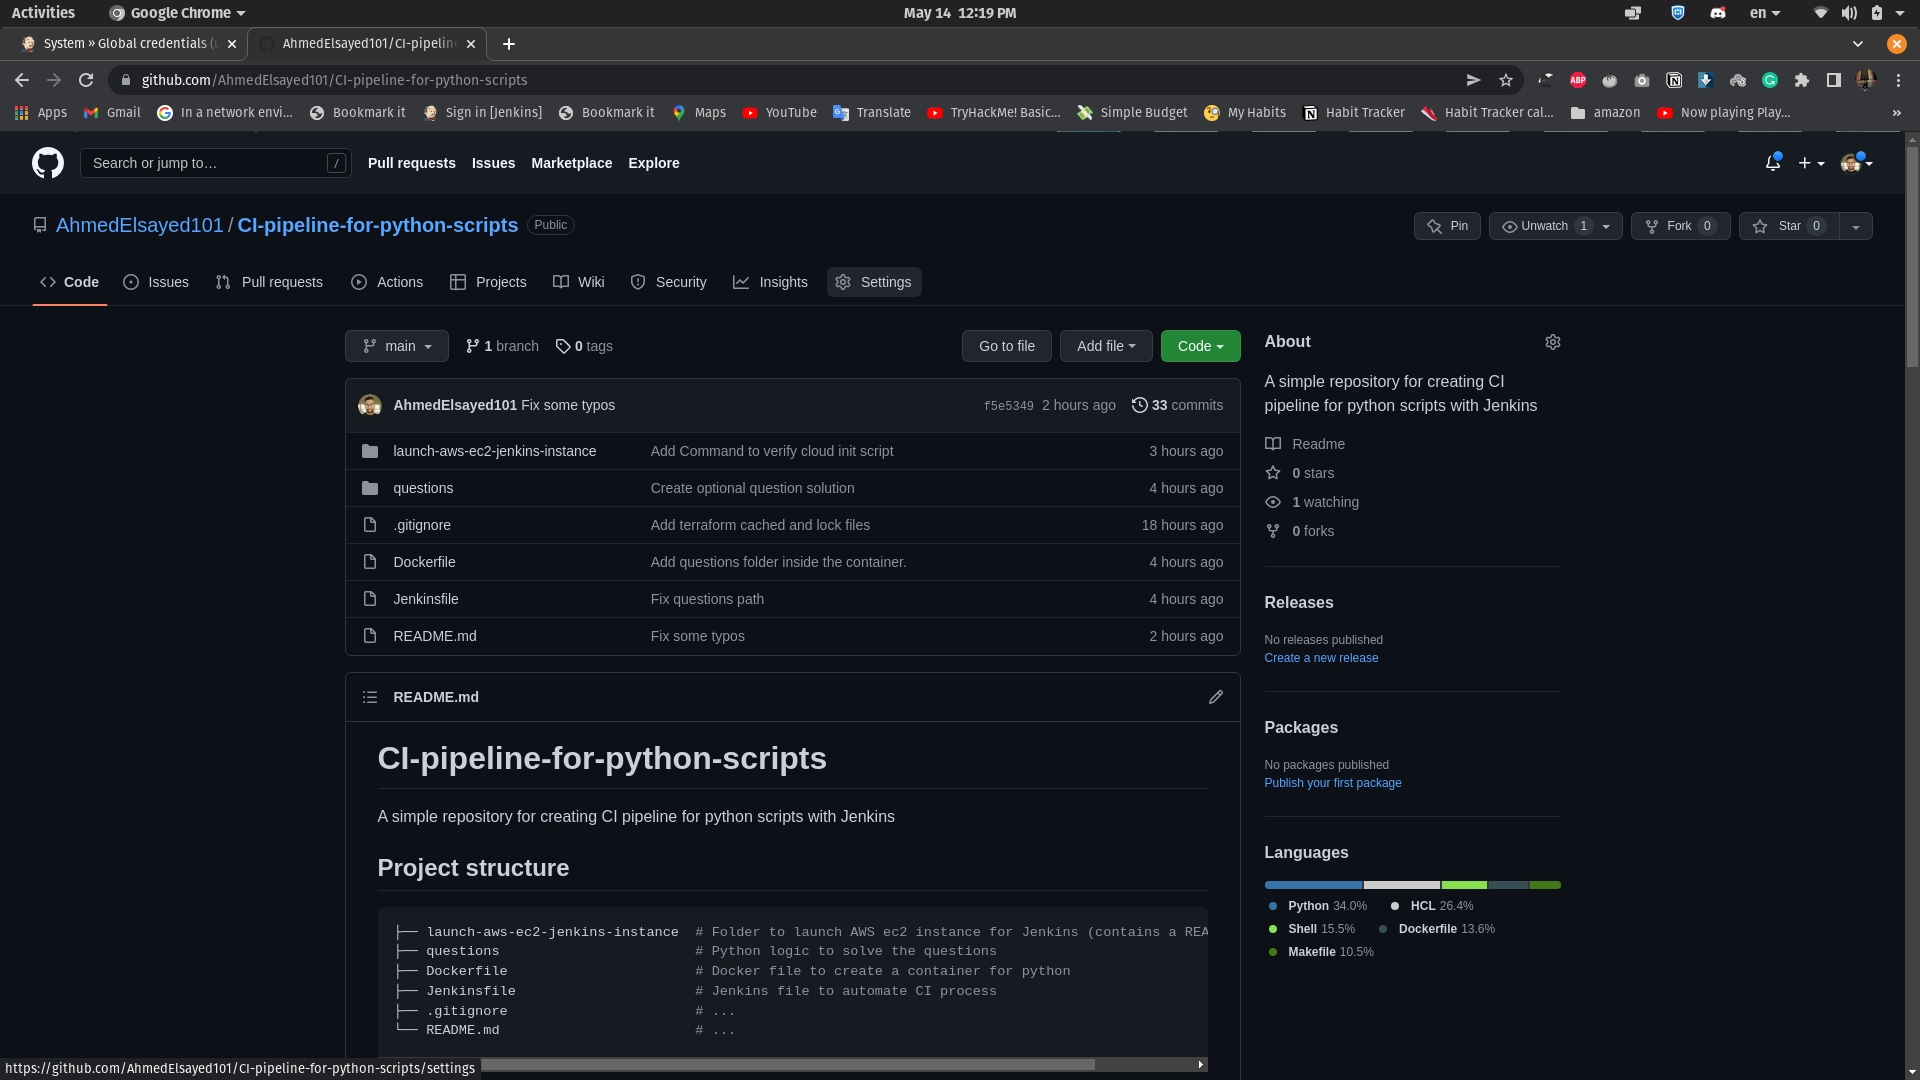 Activities
Google Chrome
May 14  12:19 PM
en
System » Global credentials (
AhmedElsayed101/CI-pipeline
github.com/AhmedElsayed101/CI-pipeline-for-python-scripts
ABP
Apps
Gmail
In a network envi...
Bookmark it
Sign in [Jenkins]
Bookmark it
Maps
YouTube
Translate
TryHackMe! Basic...
Simple Budget
My Habits
Habit Tracker
Habit Tracker cal...
amazon
Now playing Play...
»
Search or jump to…
/
Pull requests
Issues
Marketplace
Explore
AhmedElsayed101 / CI-pipeline-for-python-scripts
Public
Pin
Unwatch 1
Fork 0
Star 0
Code
Issues
Pull requests
Actions
Projects
Wiki
Security
Insights
Settings
main
1 branch
0 tags
Go to file
Add file
Code
AhmedElsayed101 Fix some typos
f5e5349 2 hours ago
33 commits
launch-aws-ec2-jenkins-instance Add Command to verify cloud init script 3 hours ago
questions Create optional question solution 4 hours ago
.gitignore Add terraform cached and lock files 18 hours ago
Dockerfile Add questions folder inside the container. 4 hours ago
Jenkinsfile Fix questions path 4 hours ago
README.md Fix some typos 2 hours ago
README.md
CI-pipeline-for-python-scripts
A simple repository for creating CI pipeline for python scripts with Jenkins
Project structure
├── launch-aws-ec2-jenkins-instance  # Folder to launch AWS ec2 instance for Jenkins (contains a REA
├── questions                        # Python logic to solve the questions
├── Dockerfile                       # Docker file to create a container for python
├── Jenkinsfile                      # Jenkins file to automate CI process
├── .gitignore                       # ...
└── README.md                        # ...
About
A simple repository for creating CI
pipeline for python scripts with Jenkins
Readme
0 stars
1 watching
0 forks
Releases
No releases published
Create a new release
Packages
No packages published
Publish your first package
Languages
Python 34.0%
HCL 26.4%
Shell 15.5%
Dockerfile 13.6%
Makefile 10.5%
https://github.com/AhmedElsayed101/CI-pipeline-for-python-scripts/settings